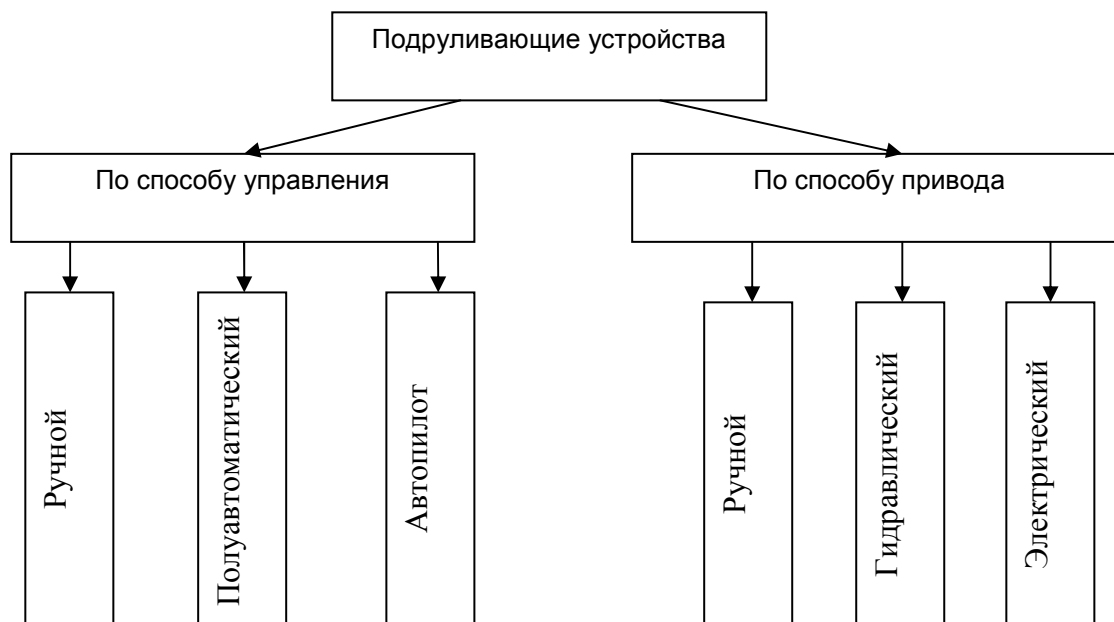 Подруливающие устройства
По способу управления
По способу привода
Ручной
Полуавтоматический
Автопилот
Ручной
Гидравлический
Электрический